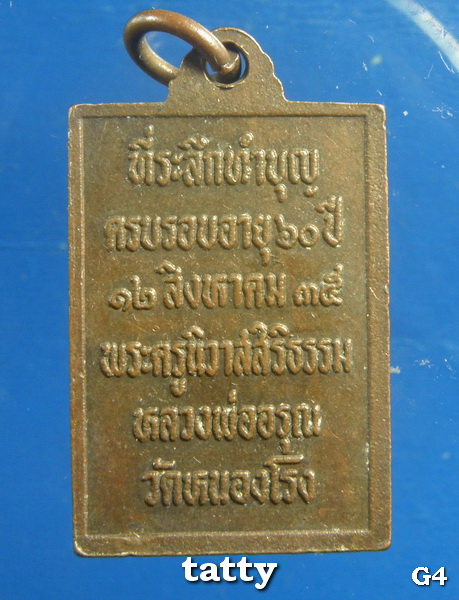 ที่ระลึกทำบุญ
ครบรอบอายุ ๖๐ ปี
๑๒ สิงหาคม ๓๕
พระครูนิวาสสิริธรรม
หลวงพ่ออรุณ
วัดหนองโรง
tatty
G4